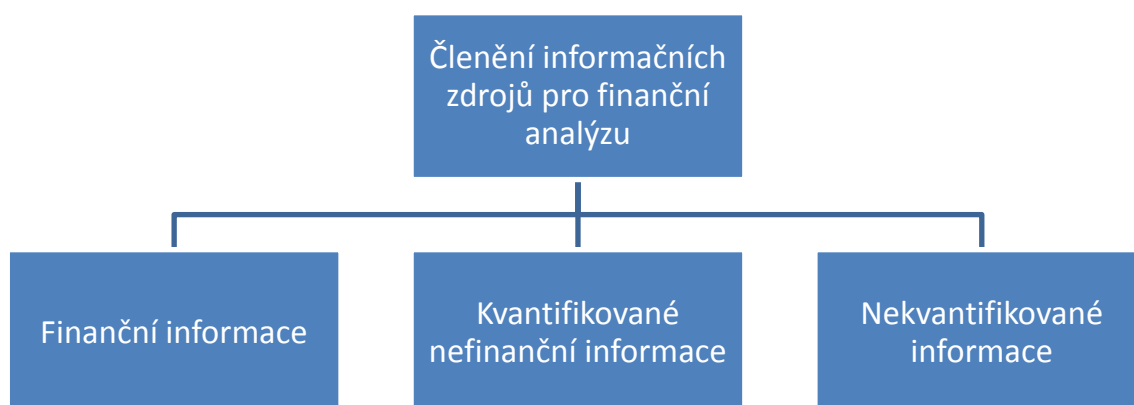 Členění informačních
zdrojů pro finanční
analýzu
Finanční informace
Kvantifikované
nefinanční informace
Nekvantifikované
informace